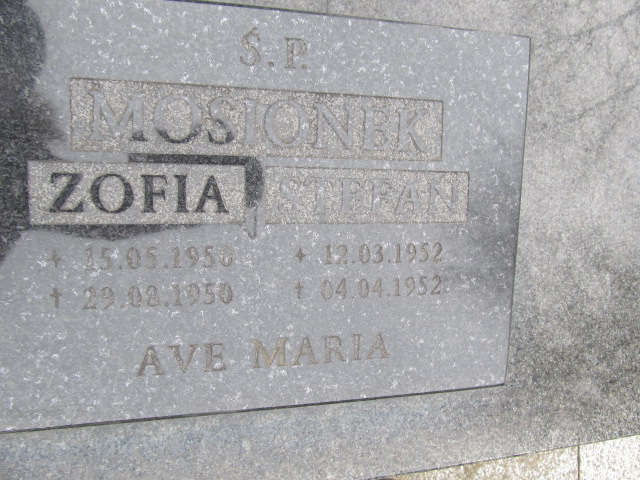 Ś.P.
MOSIONEK
ZOFIA STEFAN
15.05.1950 12.03.1952
† 29.08.1950 † 04.04.1952
AVE MARIA